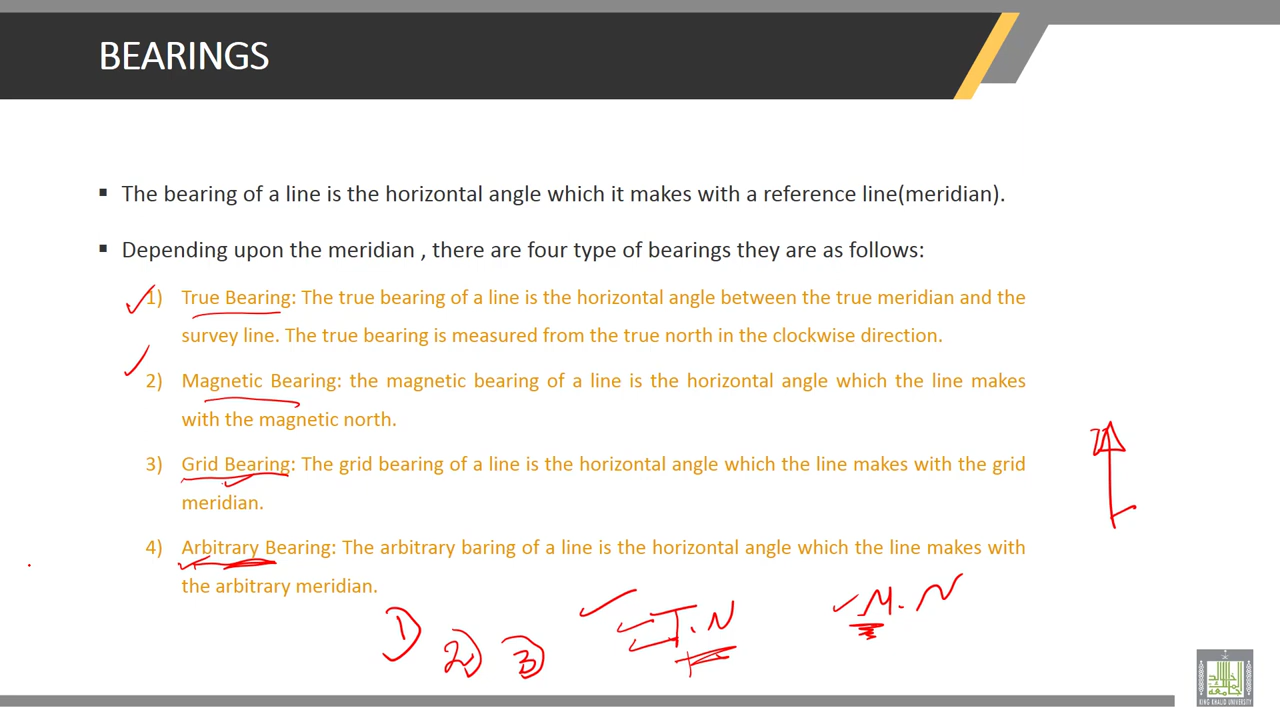 BEARINGS
▪ The bearing of a line is the horizontal angle which it makes with a reference line(meridian).
▪ Depending upon the meridian , there are four type of bearings they are as follows:
1) True Bearing: The true bearing of a line is the horizontal angle between the true meridian and the
survey line. The true bearing is measured from the true north in the clockwise direction.
2) Magnetic Bearing: the magnetic bearing of a line is the horizontal angle which the line makes
with the magnetic north.
3) Grid Bearing: The grid bearing of a line is the horizontal angle which the line makes with the grid
meridian.
4) Arbitrary Bearing: The arbitrary baring of a line is the horizontal angle which the line makes with
the arbitrary meridian.
1) 2) 3) T.N M.N
KING KHALID UNIVERSITY